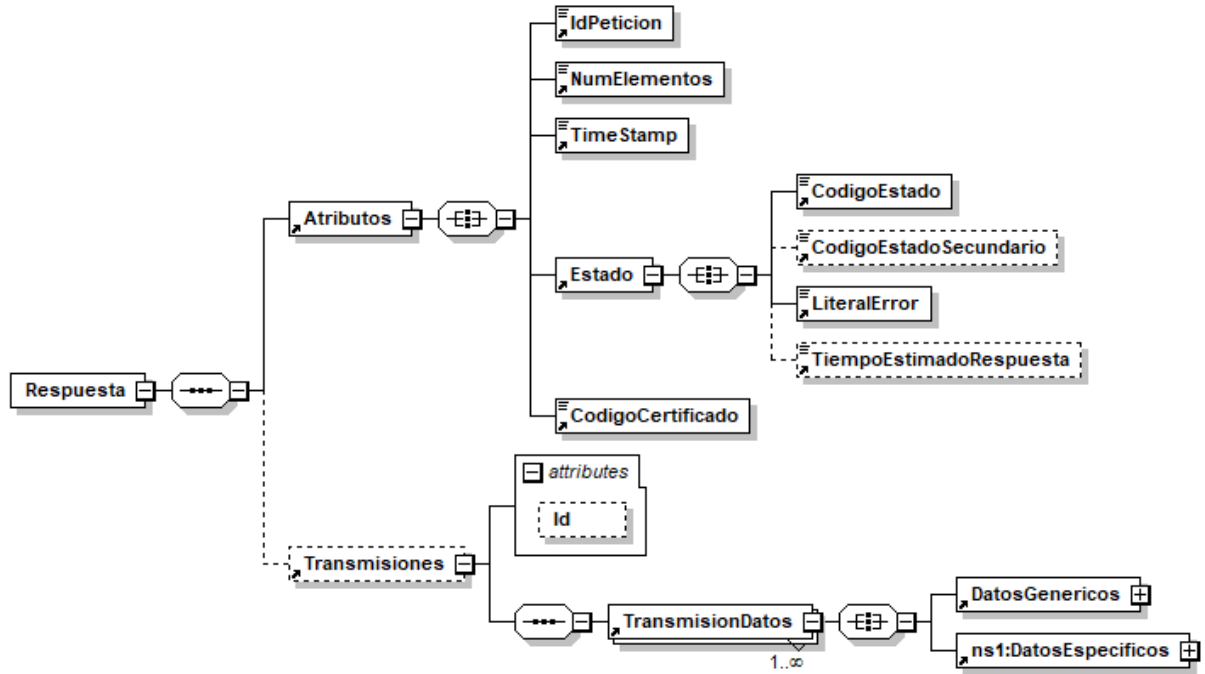 IdPeticion
NumElementos
TimeStamp
CodigoEstado
Atributos
CodigoEstadoSecundario
Estado
LiteralError
TiempoEstimadoRespuesta
Respuesta
CodigoCertificado
attributes
Id
Transmisiones
DatosGenericos
TransmisionDatos
ns1:DatosEspecificos
1..∞